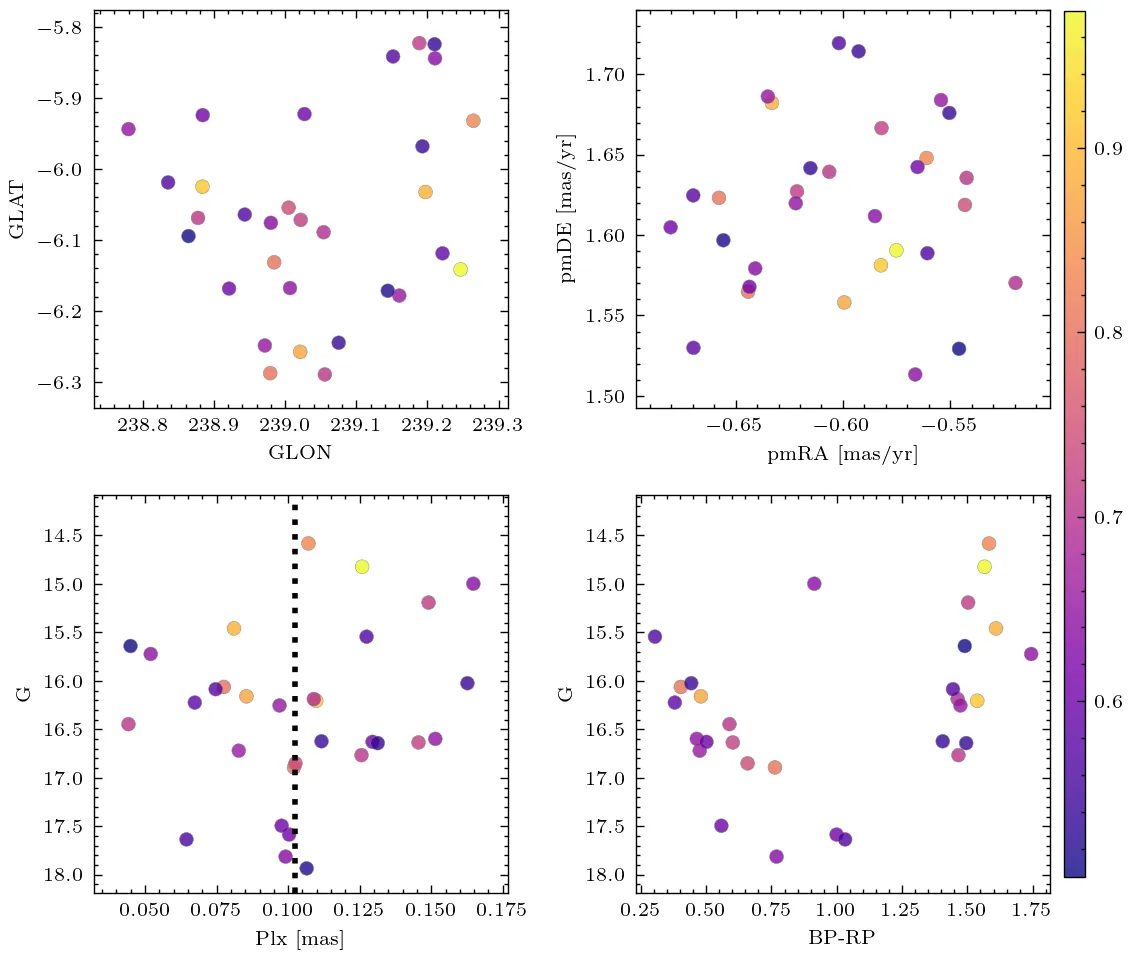 −5.8
−5.9
−6.0
−6.1
−6.2
−6.3
GLAT
238.8 238.9 239.0 239.1 239.2 239.3
GLON
1.70
1.65
1.60
1.55
1.50
pmDE [mas/yr]
−0.65 −0.60 −0.55
pmRA [mas/yr]
0.9
0.8
0.7
0.6
14.5
15.0
15.5
16.0
16.5
17.0
17.5
18.0
G
0.050 0.075 0.100 0.125 0.150 0.175
Plx [mas]
14.5
15.0
15.5
16.0
16.5
17.0
17.5
18.0
G
0.25 0.50 0.75 1.00 1.25 1.50 1.75
BP-RP